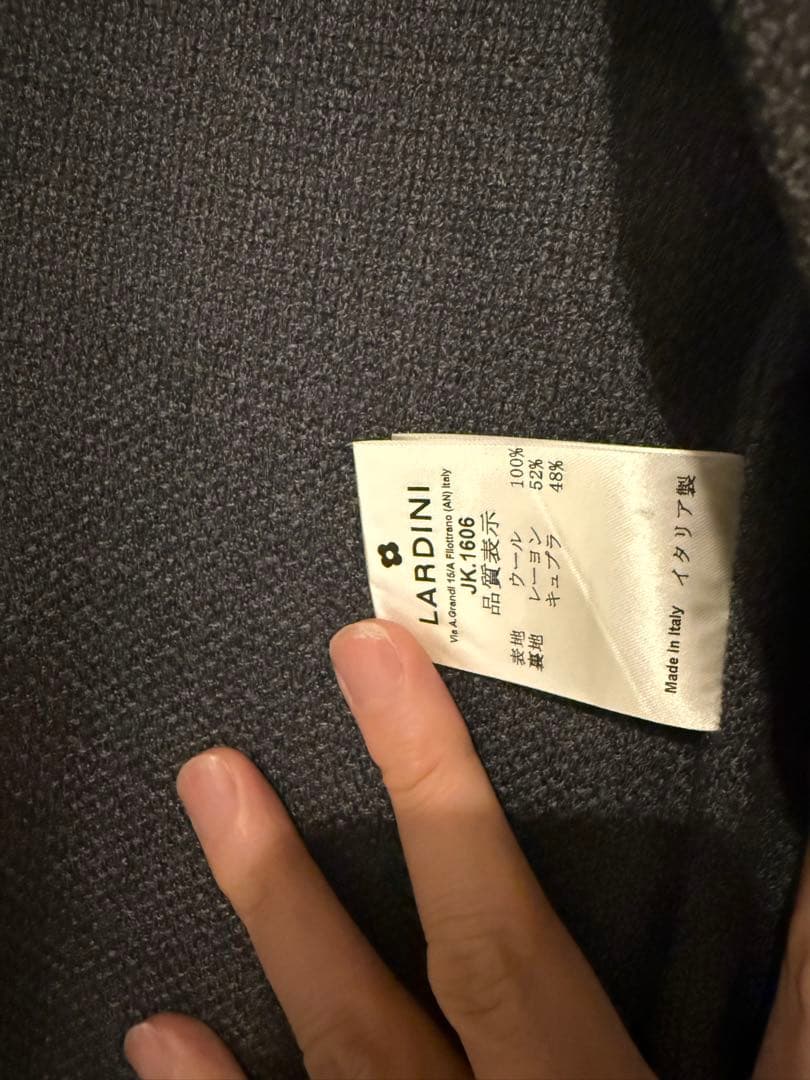 LARDINI
Via A.Grandi 15/A Filottrano (AN) Italy
JK.1606
品質表示
表地 ウール 100%
裏地 レーヨン 52%
キュプラ 48%
Made in Italy イタリア製